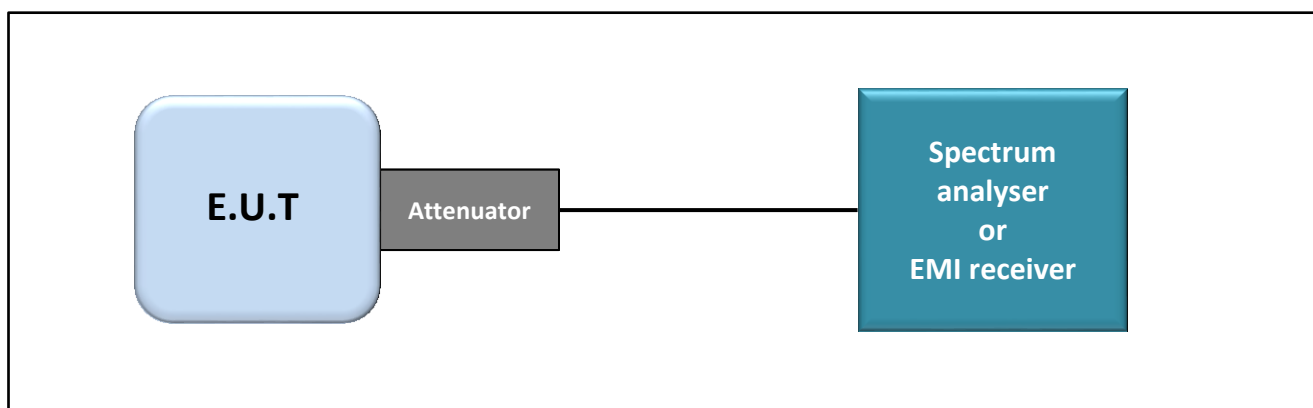 E.U.T
Attenuator
Spectrum
analyser
or
EMI receiver